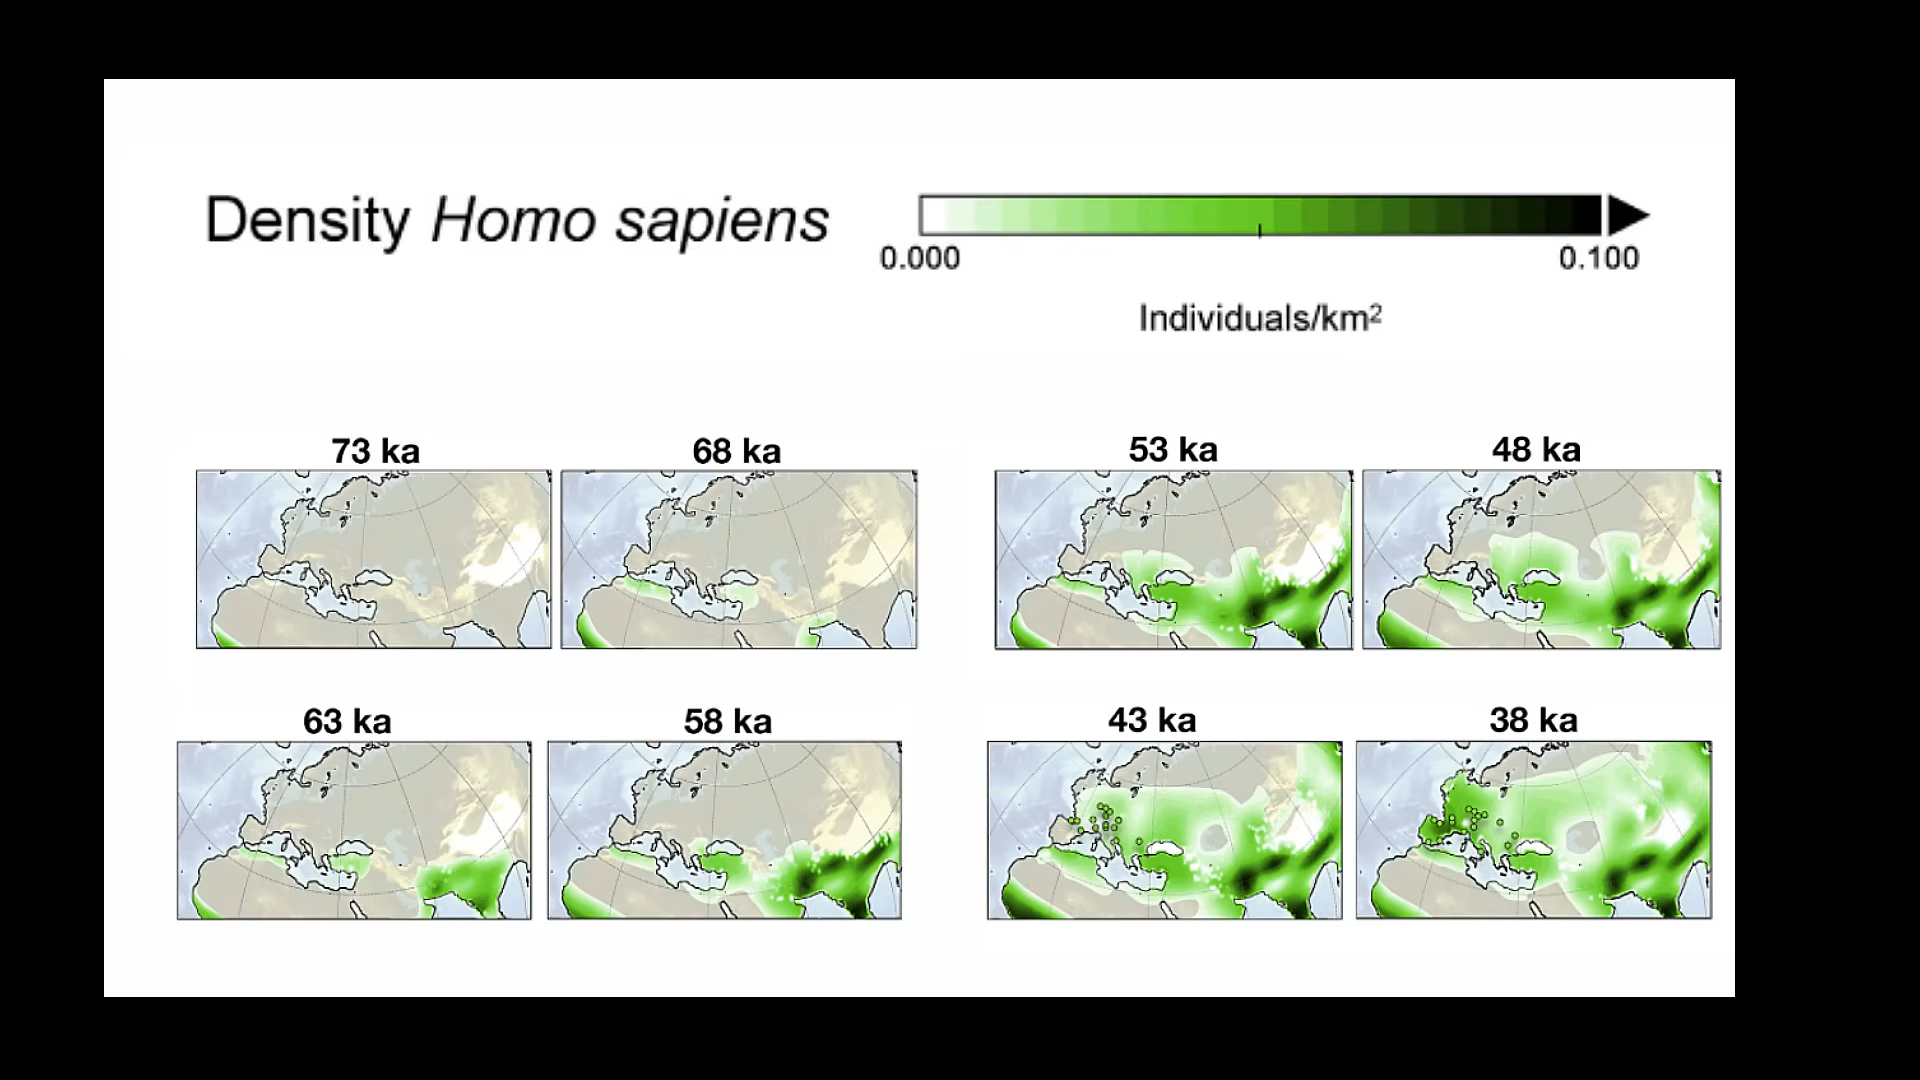 Density Homo sapiens
0.000
0.100
Individuals/km²
73 ka
68 ka
53 ka
48 ka
63 ka
58 ka
43 ka
38 ka